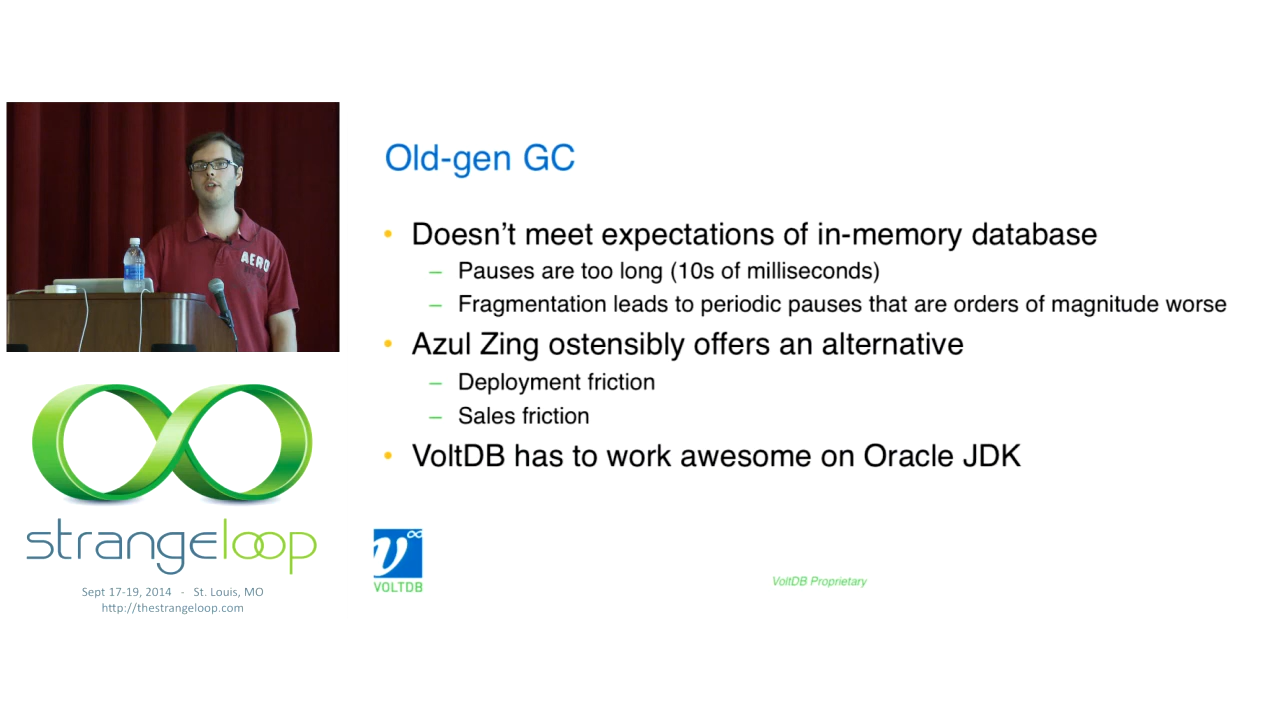 Old-gen GC
• Doesn't meet expectations of in-memory database
– Pauses are too long (10s of milliseconds)
– Fragmentation leads to periodic pauses that are orders of magnitude worse
• Azul Zing ostensibly offers an alternative
– Deployment friction
– Sales friction
• VoltDB has to work awesome on Oracle JDK
VOLTDB
VoltDB Proprietary
AERO
strangeloop
Sept 17-19, 2014 - St. Louis, MO
http://thestrangeloop.com